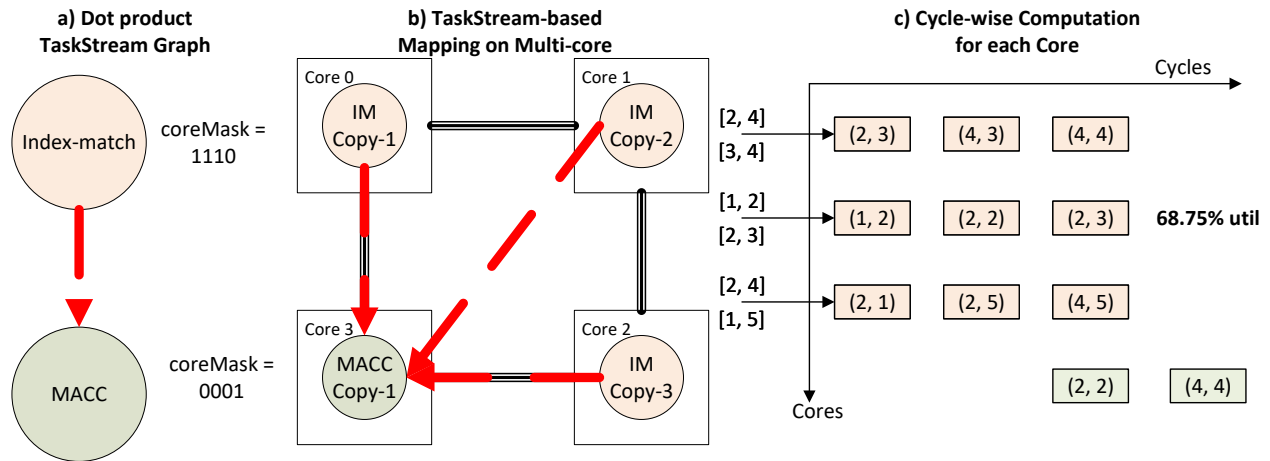 a) Dot product
TaskStream Graph
Index-match
coreMask =
1110
MACC
coreMask =
0001
b) TaskStream-based
Mapping on Multi-core
Core 0
IM
Copy-1
Core 1
IM
Copy-2
Core 3
MACC
Copy-1
Core 2
IM
Copy-3
c) Cycle-wise Computation
for each Core
Cycles
[2, 4]
[3, 4]
(2, 3) (4, 3) (4, 4)
[1, 2]
[2, 3]
(1, 2) (2, 2) (2, 3)
68.75% util
[2, 4]
[1, 5]
(2, 1) (2, 5) (4, 5)
(2, 2) (4, 4)
Cores